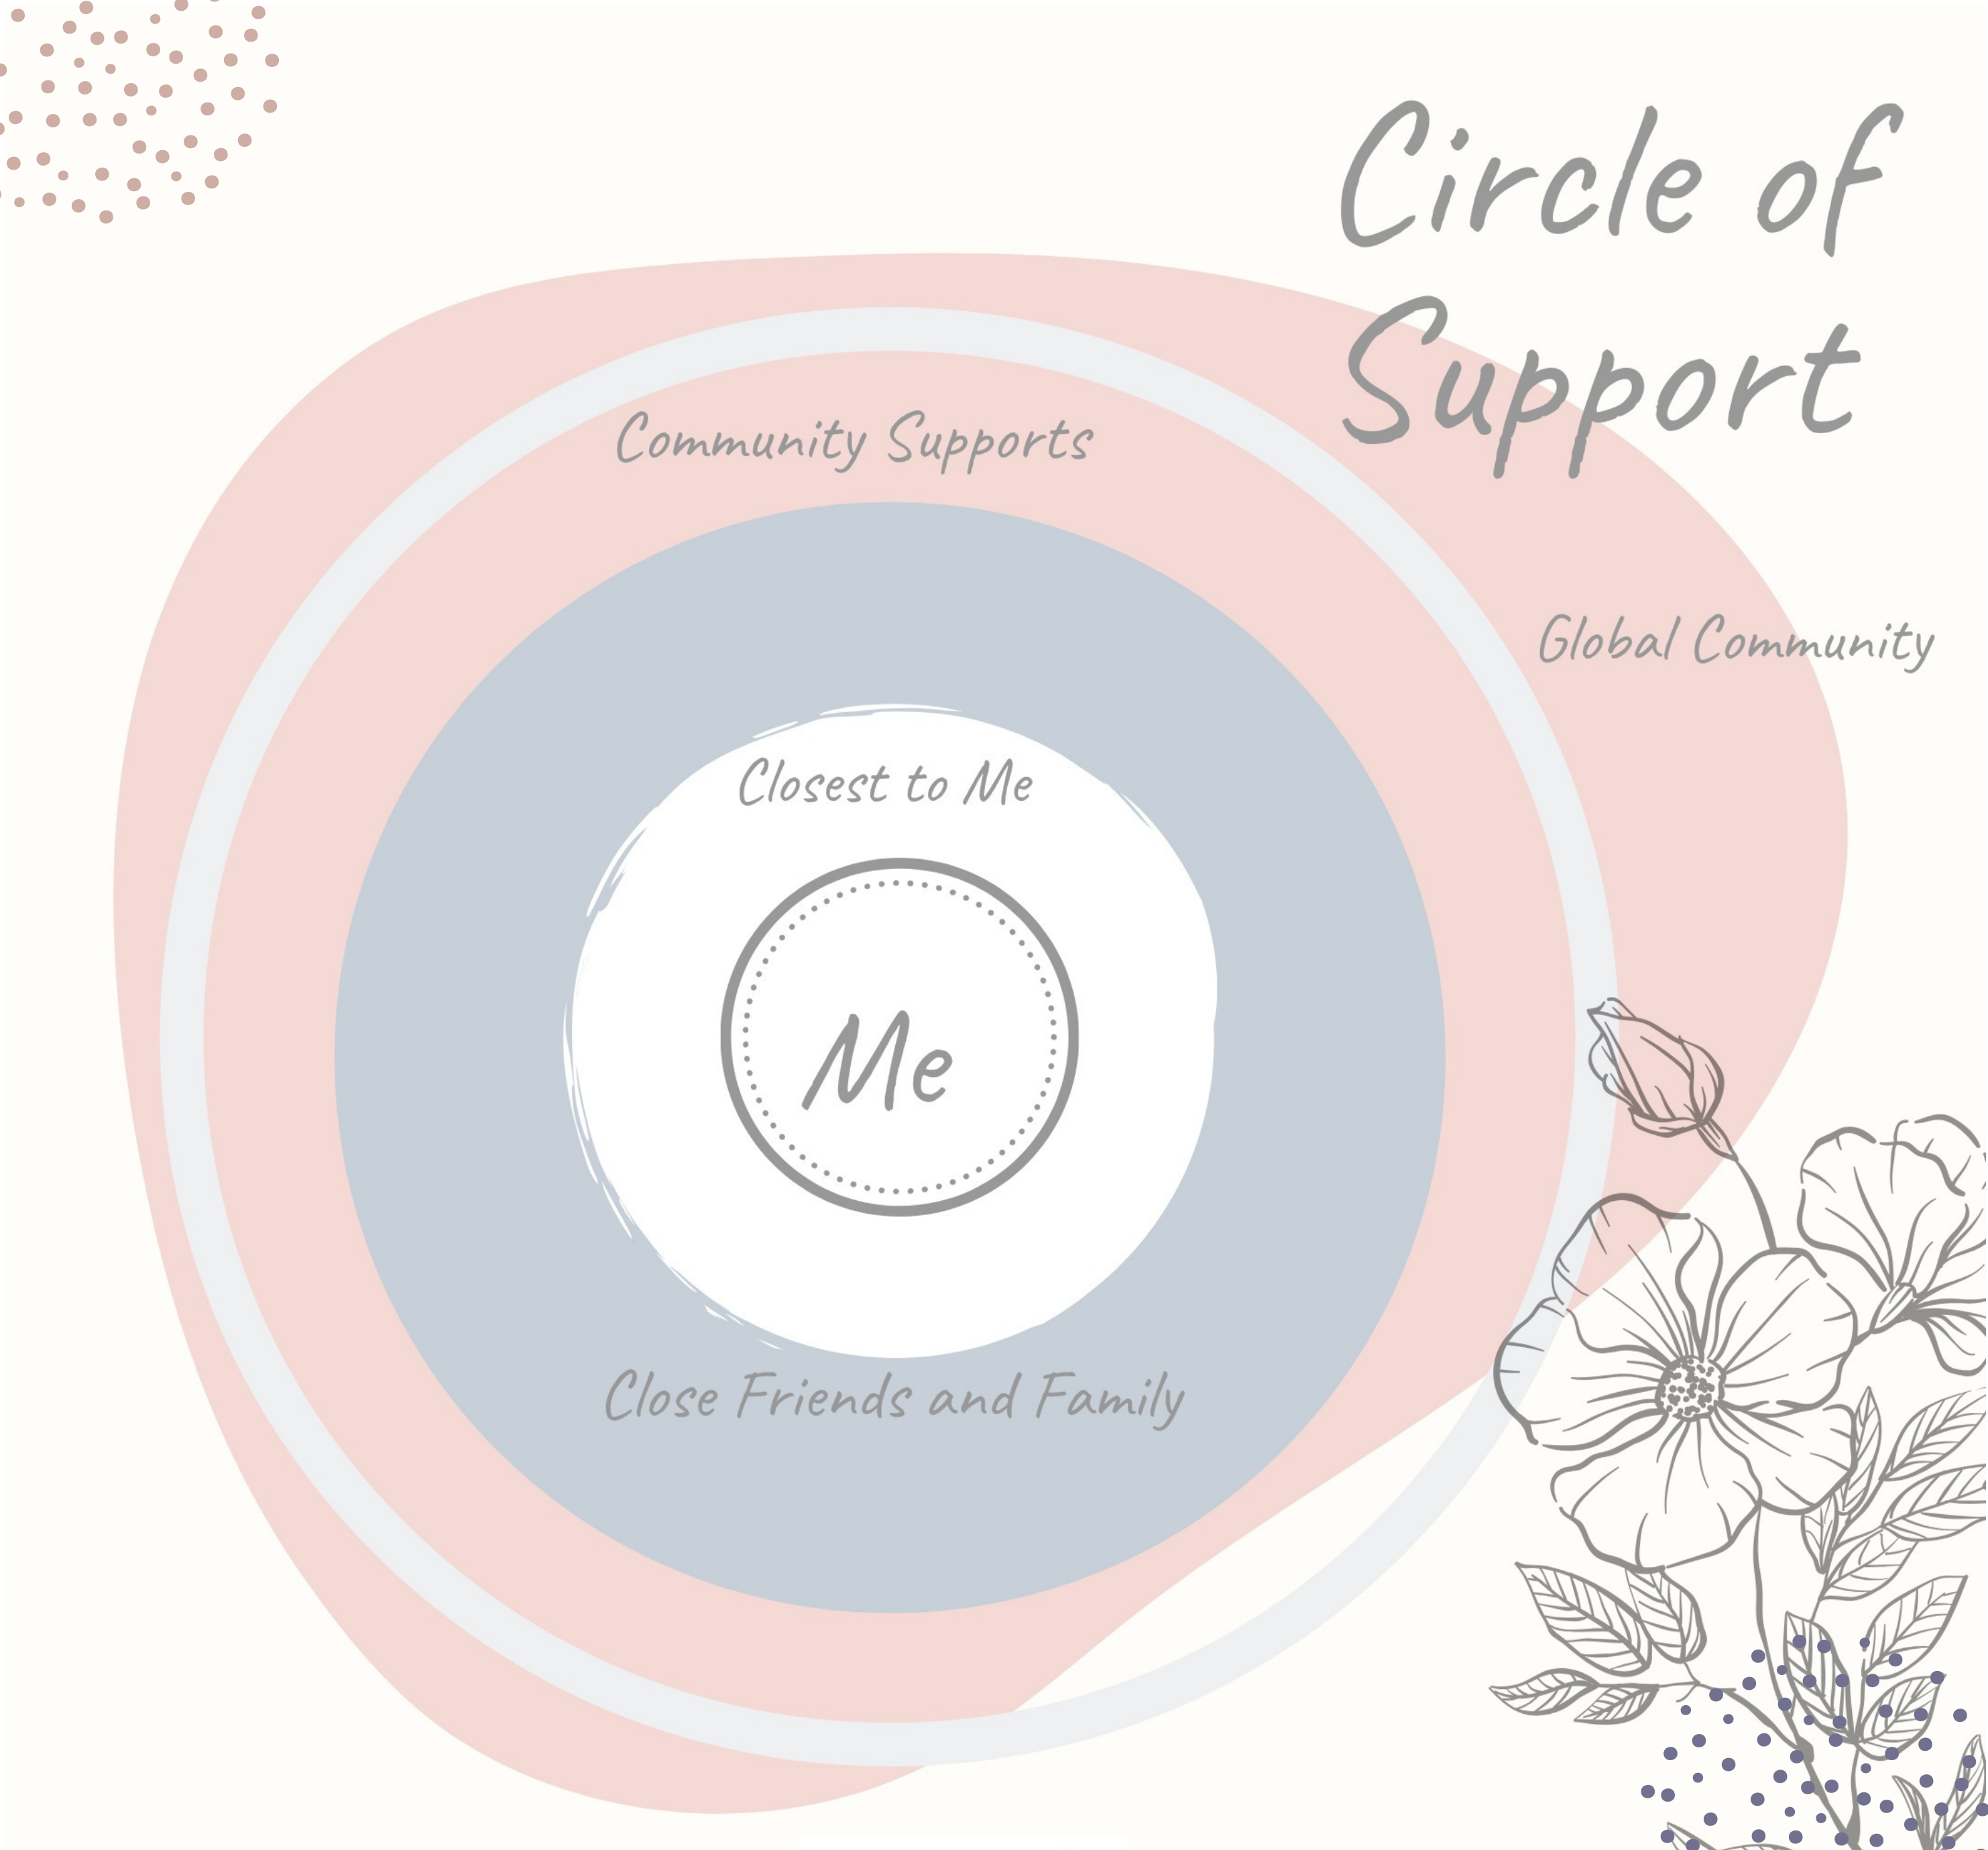 Circle of
Support
Community Supports
Global Community
Closest to Me
Me
Close Friends and Family